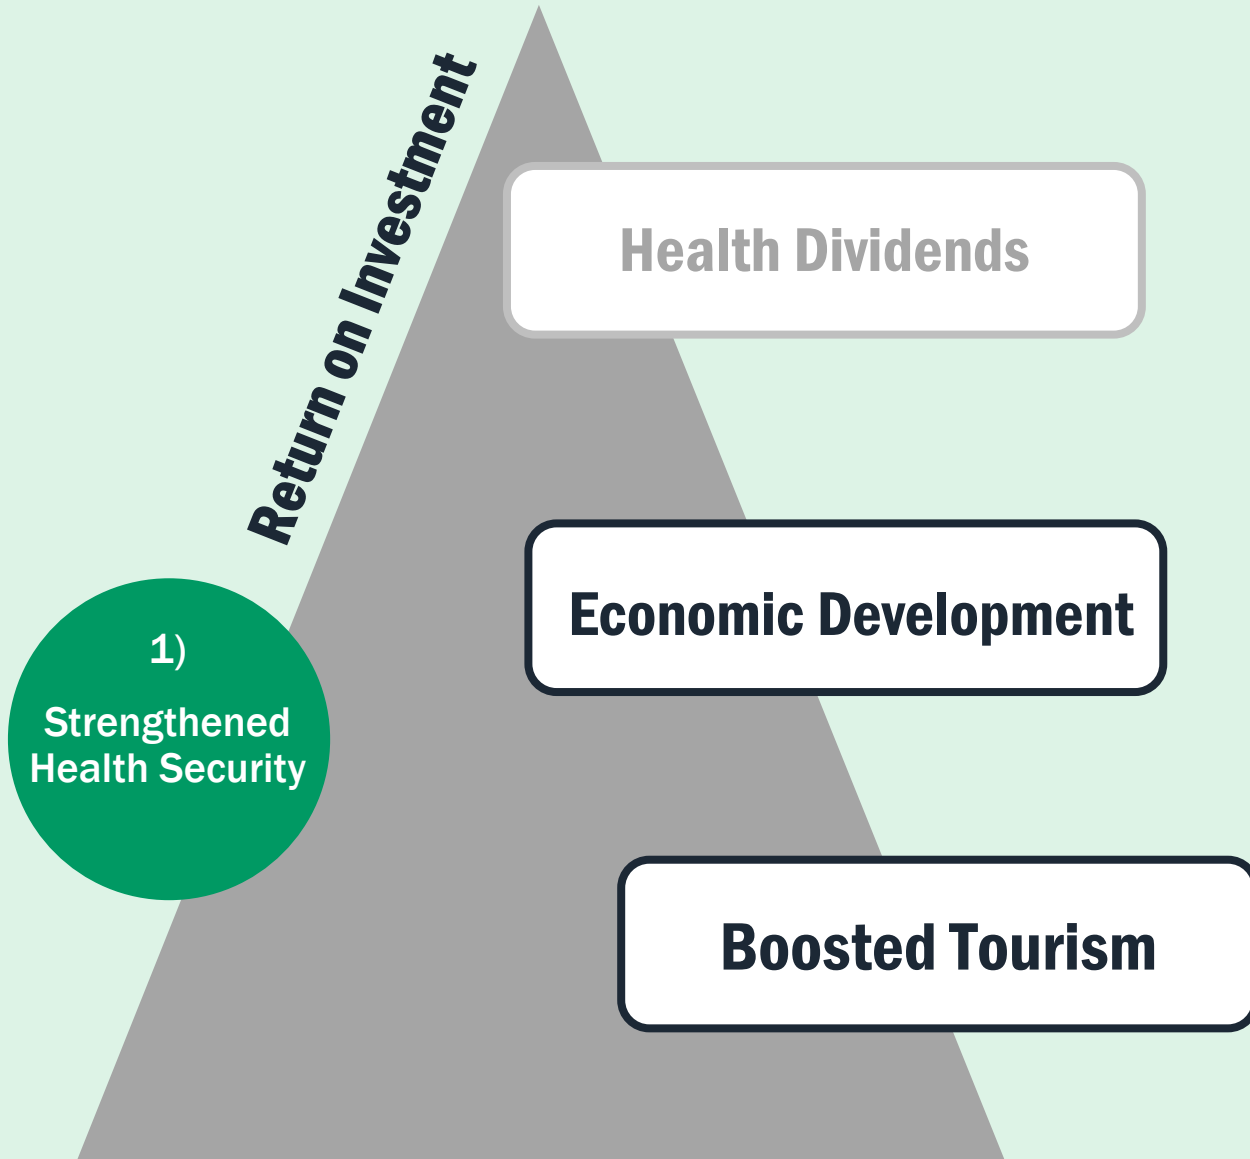 Return on Investment
Health Dividends
Economic Development
1)
Strengthened
Health Security
Boosted Tourism